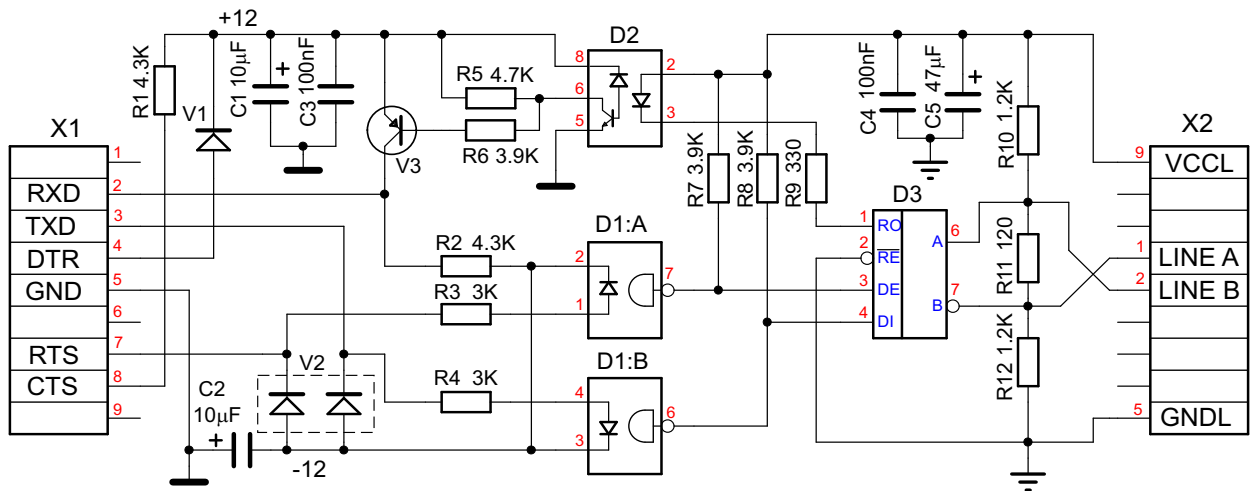 +12
D2
R1 4.3K
C1 10µF
+
C3 100nF
V1
V3
R5 4.7K
R6 3.9K
8
6
5
2
3
C4 100nF
C5 47µF
+
R10 1.2K
R7 3.9K
R8 3.9K
R9 330
X1
1
RXD 2
TXD 3
DTR 4
GND 5
6
RTS 7
CTS 8
9
X2
9 VCCL
1 LINE A
2 LINE B
5 GNDL
R2 4.3K
R3 3K
R4 3K
D1:A
2
1
7
D1:B
4
3
6
D3
1 RO
2 RE
3 DE
4 DI
A 6
B 7
R11 120
R12 1.2K
V2
C2
10µF
+
-12